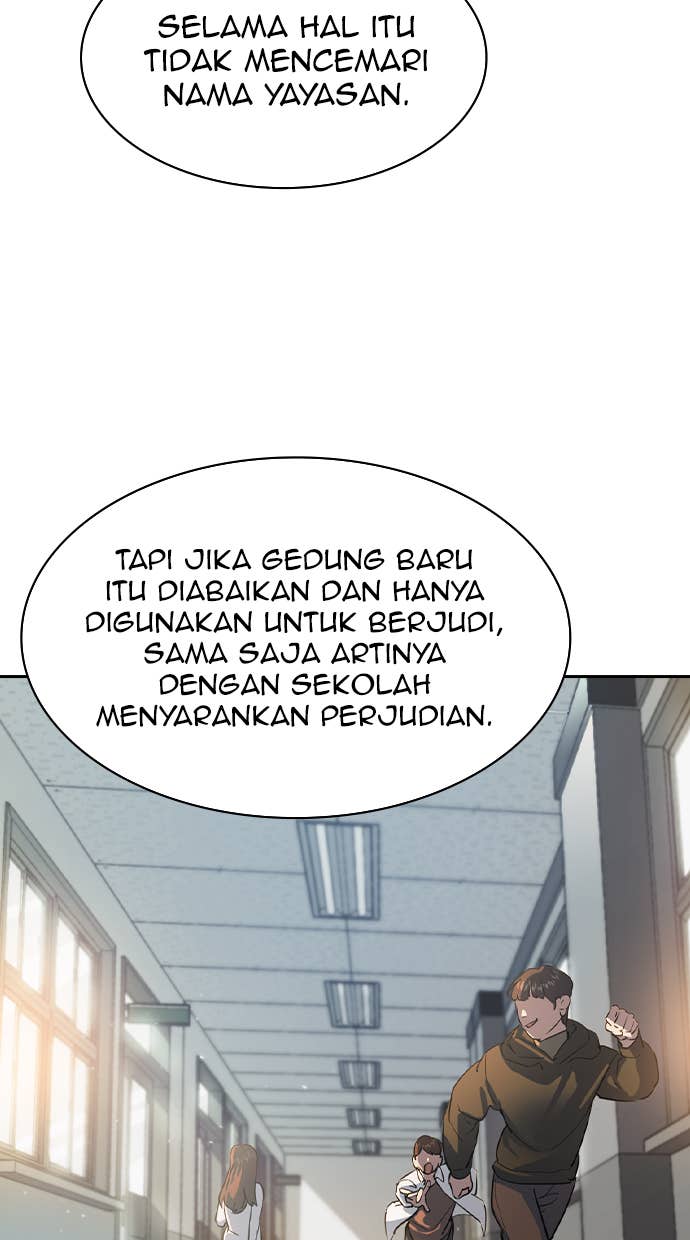 SELAMA HAL ITU
TIDAK MENCEMARI
NAMA YAYASAN.
TAPI JIKA GEDUNG BARU
ITU DIABAIKAN DAN HANYA
DIGUNAKAN UNTUK BERJUDI,
SAMA SAJA ARTINYA
DENGAN SEKOLAH
MENYARANKAN PERJUDIAN.